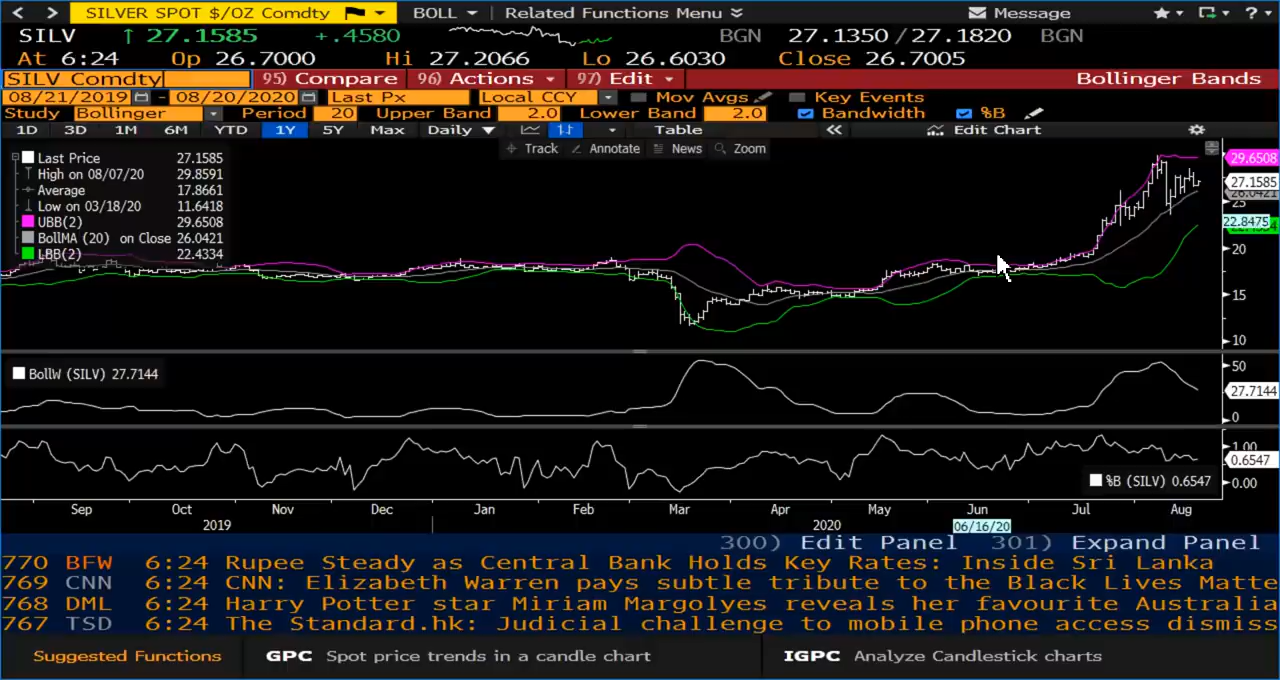 SILVER SPOT $/OZ Comdty BOLL Related Functions Menu Message ?
SILV ↑ 27.1585 +.4580 BGN 27.1350/27.1820 BGN
At 6:24 Op 26.7000 Hi 27.2066 Lo 26.6030 Close 26.7005
SILV Comdty 95) Compare 96) Actions 97) Edit Bollinger Bands
08/21/2019 - 08/20/2020 Last Px Local CCY Mov Avgs Key Events
Study Bollinger Period 20 Upper Band 2.0 Lower Band 2.0 Bandwidth %B
1D 3D 1M 6M YTD 1Y 5Y Max Daily Table Edit Chart
Track Annotate News Zoom
Last Price 27.1585
High on 08/07/20 29.8591
Average 17.8661
Low on 03/18/20 11.6418
UBB(2) 29.6508
BollMA (20) on Close 26.0421
LBB(2) 22.4334
29.6508
27.1585
26.0421
25
22.8475
20
15
10
BollW (SILV) 27.7144
50
27.7144
0
1.00
0.6547
%B (SILV) 0.6547
0.00
Sep Oct Nov Dec Jan Feb Mar Apr May Jun Jul Aug
2019 2020 06/16/20
300) Edit Panel 301) Expand Panel
770 BFW 6:24 Rupee Steady as Central Bank Holds Key Rates: Inside Sri Lanka
769 CNN 6:24 CNN: Elizabeth Warren pays subtle tribute to the Black Lives Matte
768 DML 6:24 Harry Potter star Miriam Margolyes reveals her favourite Australia
767 TSD 6:24 The Standard.hk: Judicial challenge to mobile phone access dismiss
Suggested Functions GPC Spot price trends in a candle chart IGPC Analyze Candlestick charts